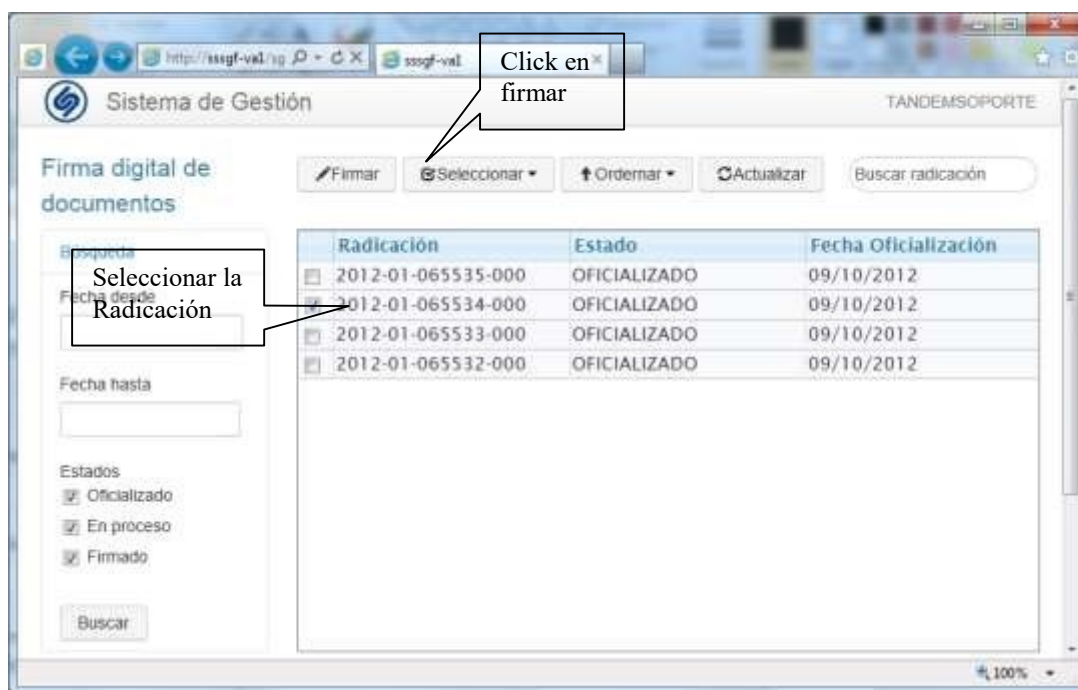 http://sssgf-val/sg
sssgf-val
Click en
firmar
Sistema de Gestión
TANDEMSOPORTE
Firma digital de
documentos
Firmar
Seleccionar
Ordernar
Actualizar
Buscar radicación
Búsqueda
Seleccionar la
Radicación
Fecha desde
Fecha hasta
Estados
Oficializado
En proceso
Firmado
Buscar
Radicación Estado Fecha Oficialización
2012-01-065535-000 OFICIALIZADO 09/10/2012
2012-01-065534-000 OFICIALIZADO 09/10/2012
2012-01-065533-000 OFICIALIZADO 09/10/2012
2012-01-065532-000 OFICIALIZADO 09/10/2012
100%